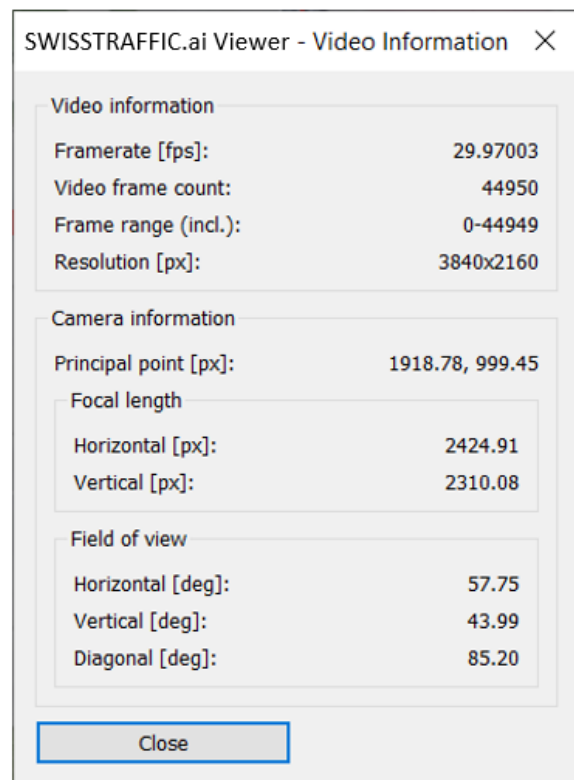 SWISSTRAFFIC.ai Viewer - Video Information
Video information
Framerate [fps]: 29.97003
Video frame count: 44950
Frame range (incl.): 0-44949
Resolution [px]: 3840x2160
Camera information
Principal point [px]: 1918.78, 999.45
Focal length
Horizontal [px]: 2424.91
Vertical [px]: 2310.08
Field of view
Horizontal [deg]: 57.75
Vertical [deg]: 43.99
Diagonal [deg]: 85.20
Close